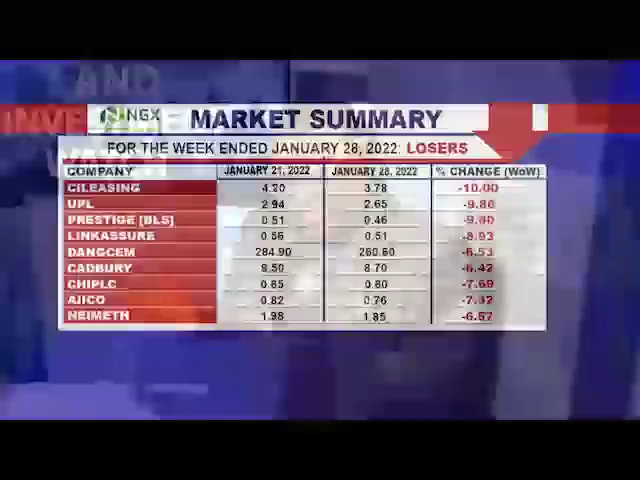 LAND
INVE
NGX
MARKET SUMMARY
FOR THE WEEK ENDED JANUARY 28, 2022: LOSERS
COMPANY JANUARY 21, 2022 JANUARY 28, 2022 % CHANGE (WoW)
CILEASING 4.20 3.78 -10.00
UPL 2.94 2.65 -9.86
PRESTIGE [BLS] 0.51 0.46 -9.80
LINKASSURE 0.56 0.51 -8.93
DANGCEM 284.90 260.60 -8.53
CADBURY 9.50 8.70 -8.42
CHIPLC 0.65 0.60 -7.69
AIICO 0.82 0.76 -7.32
NEIMETH 1.98 1.85 -6.57